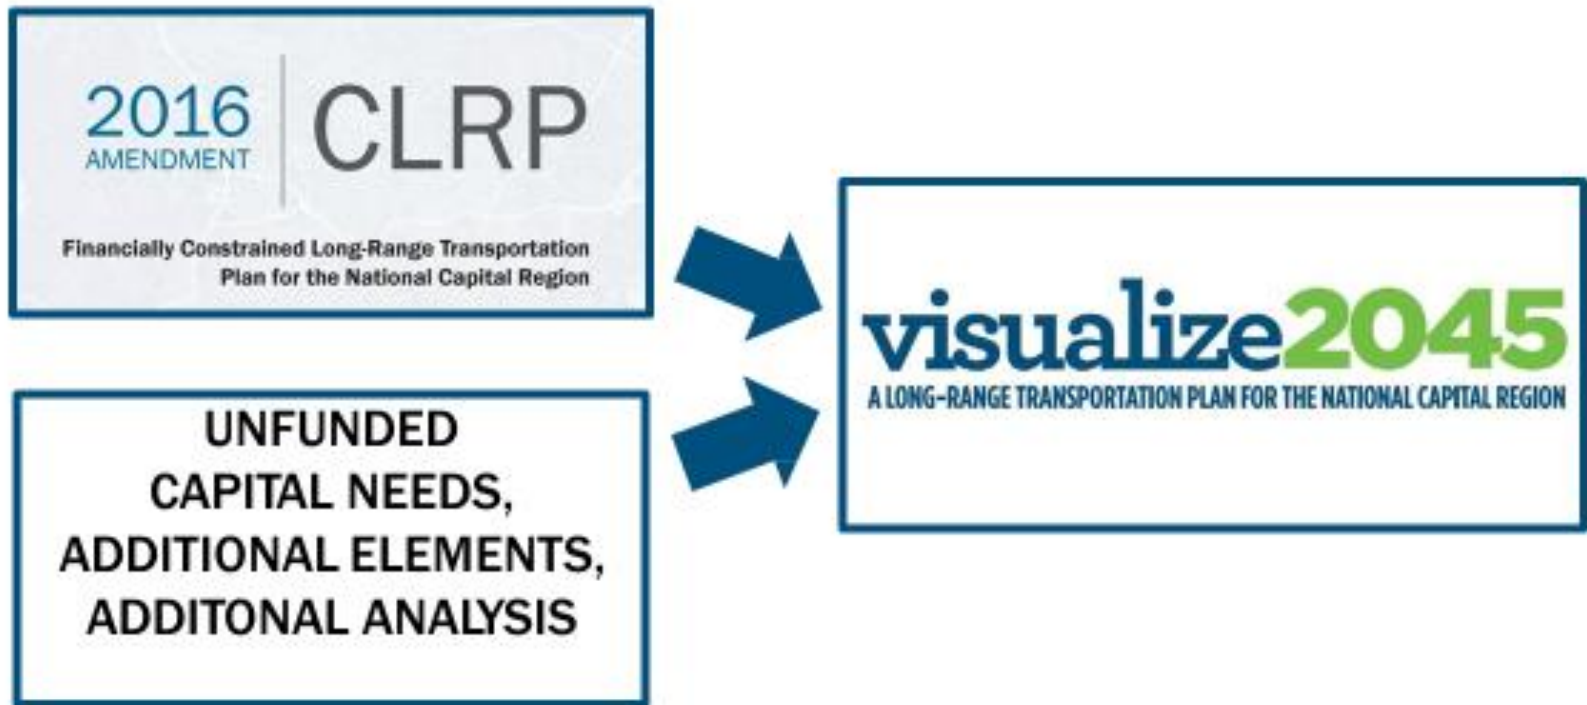 2016
AMENDMENT
CLRP
Financially Constrained Long-Range Transportation
Plan for the National Capital Region
UNFUNDED
CAPITAL NEEDS,
ADDITIONAL ELEMENTS,
ADDITONAL ANALYSIS
visualize2045
A LONG-RANGE TRANSPORTATION PLAN FOR THE NATIONAL CAPITAL REGION